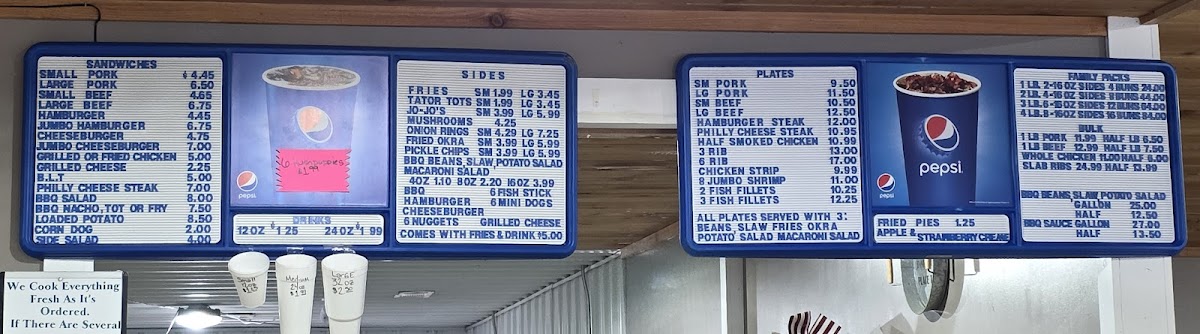 SANDWICHES
SMALL PORK $ 4.45
LARGE PORK 6.50
SMALL BEEF 4.65
LARGE BEEF 6.75
HAMBURGER 4.45
JUMBO HAMBURGER 6.75
CHEESEBURGER 4.75
JUMBO CHEESEBURGER 7.00
GRILLED OR FRIED CHICKEN 5.00
GRILLED CHEESE 2.25
B.L.T 5.00
PHILLY CHEESE STEAK 7.00
BBQ SALAD 8.00
BBQ NACHO, TOT OR FRY 7.50
LOADED POTATO 8.50
CORN DOG 2.00
SIDE SALAD 4.00
pepsi
DRINKS
12 OZ $1.25 24 OZ $1.99
SIDES
FRIES SM 1.99 LG 3.45
TATOR TOTS SM 1.99 LG 3.45
JO-JO'S SM 3.99 LG 5.99
MUSHROOMS 4.25
ONION RINGS SM 4.29 LG 7.25
FRIED OKRA SM 3.99 LG 5.99
PICKLE CHIPS SM 3.99 LG 5.99
BBQ BEANS, SLAW, POTATO SALAD
MACARONI SALAD
4OZ 1.10 8OZ 2.20 16OZ 3.99
BBQ 6 FISH STICK
HAMBURGER 6 MINI DOGS
CHEESEBURGER
6 NUGGETS GRILLED CHEESE
COMES WITH FRIES & DRINK $5.00
PLATES
SM PORK 9.50
LG PORK 11.50
SM BEEF 10.50
LG BEEF 12.50
HAMBURGER STEAK 10.00
PHILLY CHEESE STEAK 10.95
HALF SMOKED CHICKEN 10.99
3 RIB 13.00
6 RIB 17.00
CHICKEN STRIP 9.99
8 JUMBO SHRIMP 11.00
2 FISH FILLETS 10.25
3 FISH FILLETS 12.25
ALL PLATES SERVED WITH 3:
BEANS, SLAW FRIES OKRA
POTATO SALAD MACARONI SALAD
pepsi
pepsi
FRIED PIES 1.25
APPLE & STRAWBERRY CREME
FAMILY PACKS
1 LB 2-16 OZ SIDES 4 BUNS 24.00
BULK
1 LB PORK 11.99 HALF LB 6.50
1 LB BEEF 12.99 HALF LB 7.50
WHOLE CHICKEN 11.00 HALF 6.00
SLAB RIBS 24.99 HALF 13.99
BBQ BEANS, SLAW, POTATO SALAD
GALLON 25.00
HALF 12.50
BBQ SAUCE GALLON 27.00
HALF 13.50
We Cook Everything
Fresh As It's
Ordered.
If There Are Several